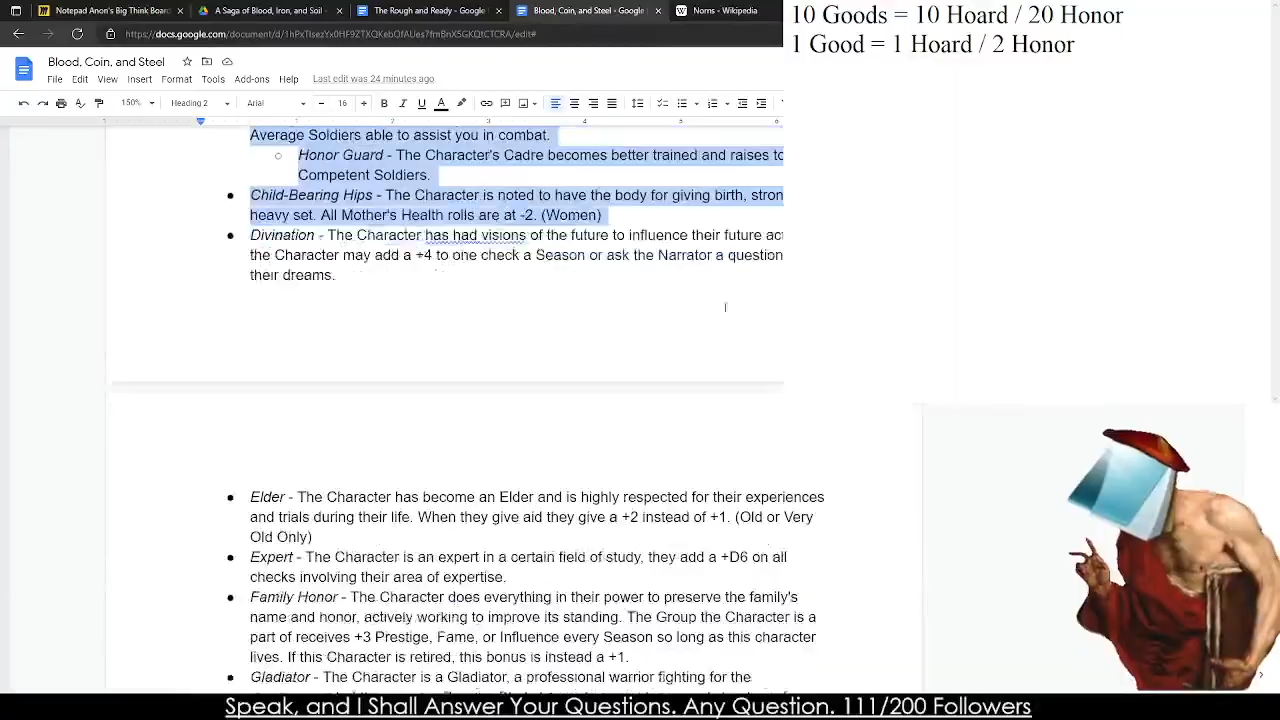 Notepad Anon's Big Think Board
A Saga of Blood, Iron, and Soil -
The Rough and Ready - Google
Blood, Coin, and Steel - Google
Norns - Wikipedia
10 Goods = 10 Hoard / 20 Honor
1 Good = 1 Hoard / 2 Honor
Blood, Coin, and Steel
File Edit View Insert Format Tools Add-ons Help Last edit was 24 minutes ago
150% Heading 2 Arial 16
Average Soldiers able to assist you in combat.
Honor Guard - The Character's Cadre becomes better trained and raises to
Competent Soldiers.
Child-Bearing Hips - The Character is noted to have the body for giving birth, stron
heavy set. All Mother's Health rolls are at -2. (Women)
Divination - The Character has had visions of the future to influence their future act
the Character may add a +4 to one check a Season or ask the Narrator a question
their dreams.
Elder - The Character has become an Elder and is highly respected for their experiences
and trials during their life. When they give aid they give a +2 instead of +1. (Old or Very
Old Only)
Expert - The Character is an expert in a certain field of study, they add a +D6 on all
checks involving their area of expertise.
Family Honor - The Character does everything in their power to preserve the family's
name and honor, actively working to improve its standing. The Group the Character is a
part of receives +3 Prestige, Fame, or Influence every Season so long as this character
lives. If this Character is retired, this bonus is instead a +1.
Gladiator - The Character is a Gladiator, a professional warrior fighting for the
Speak, and I Shall Answer Your Questions. Any Question. 111/200 Followers